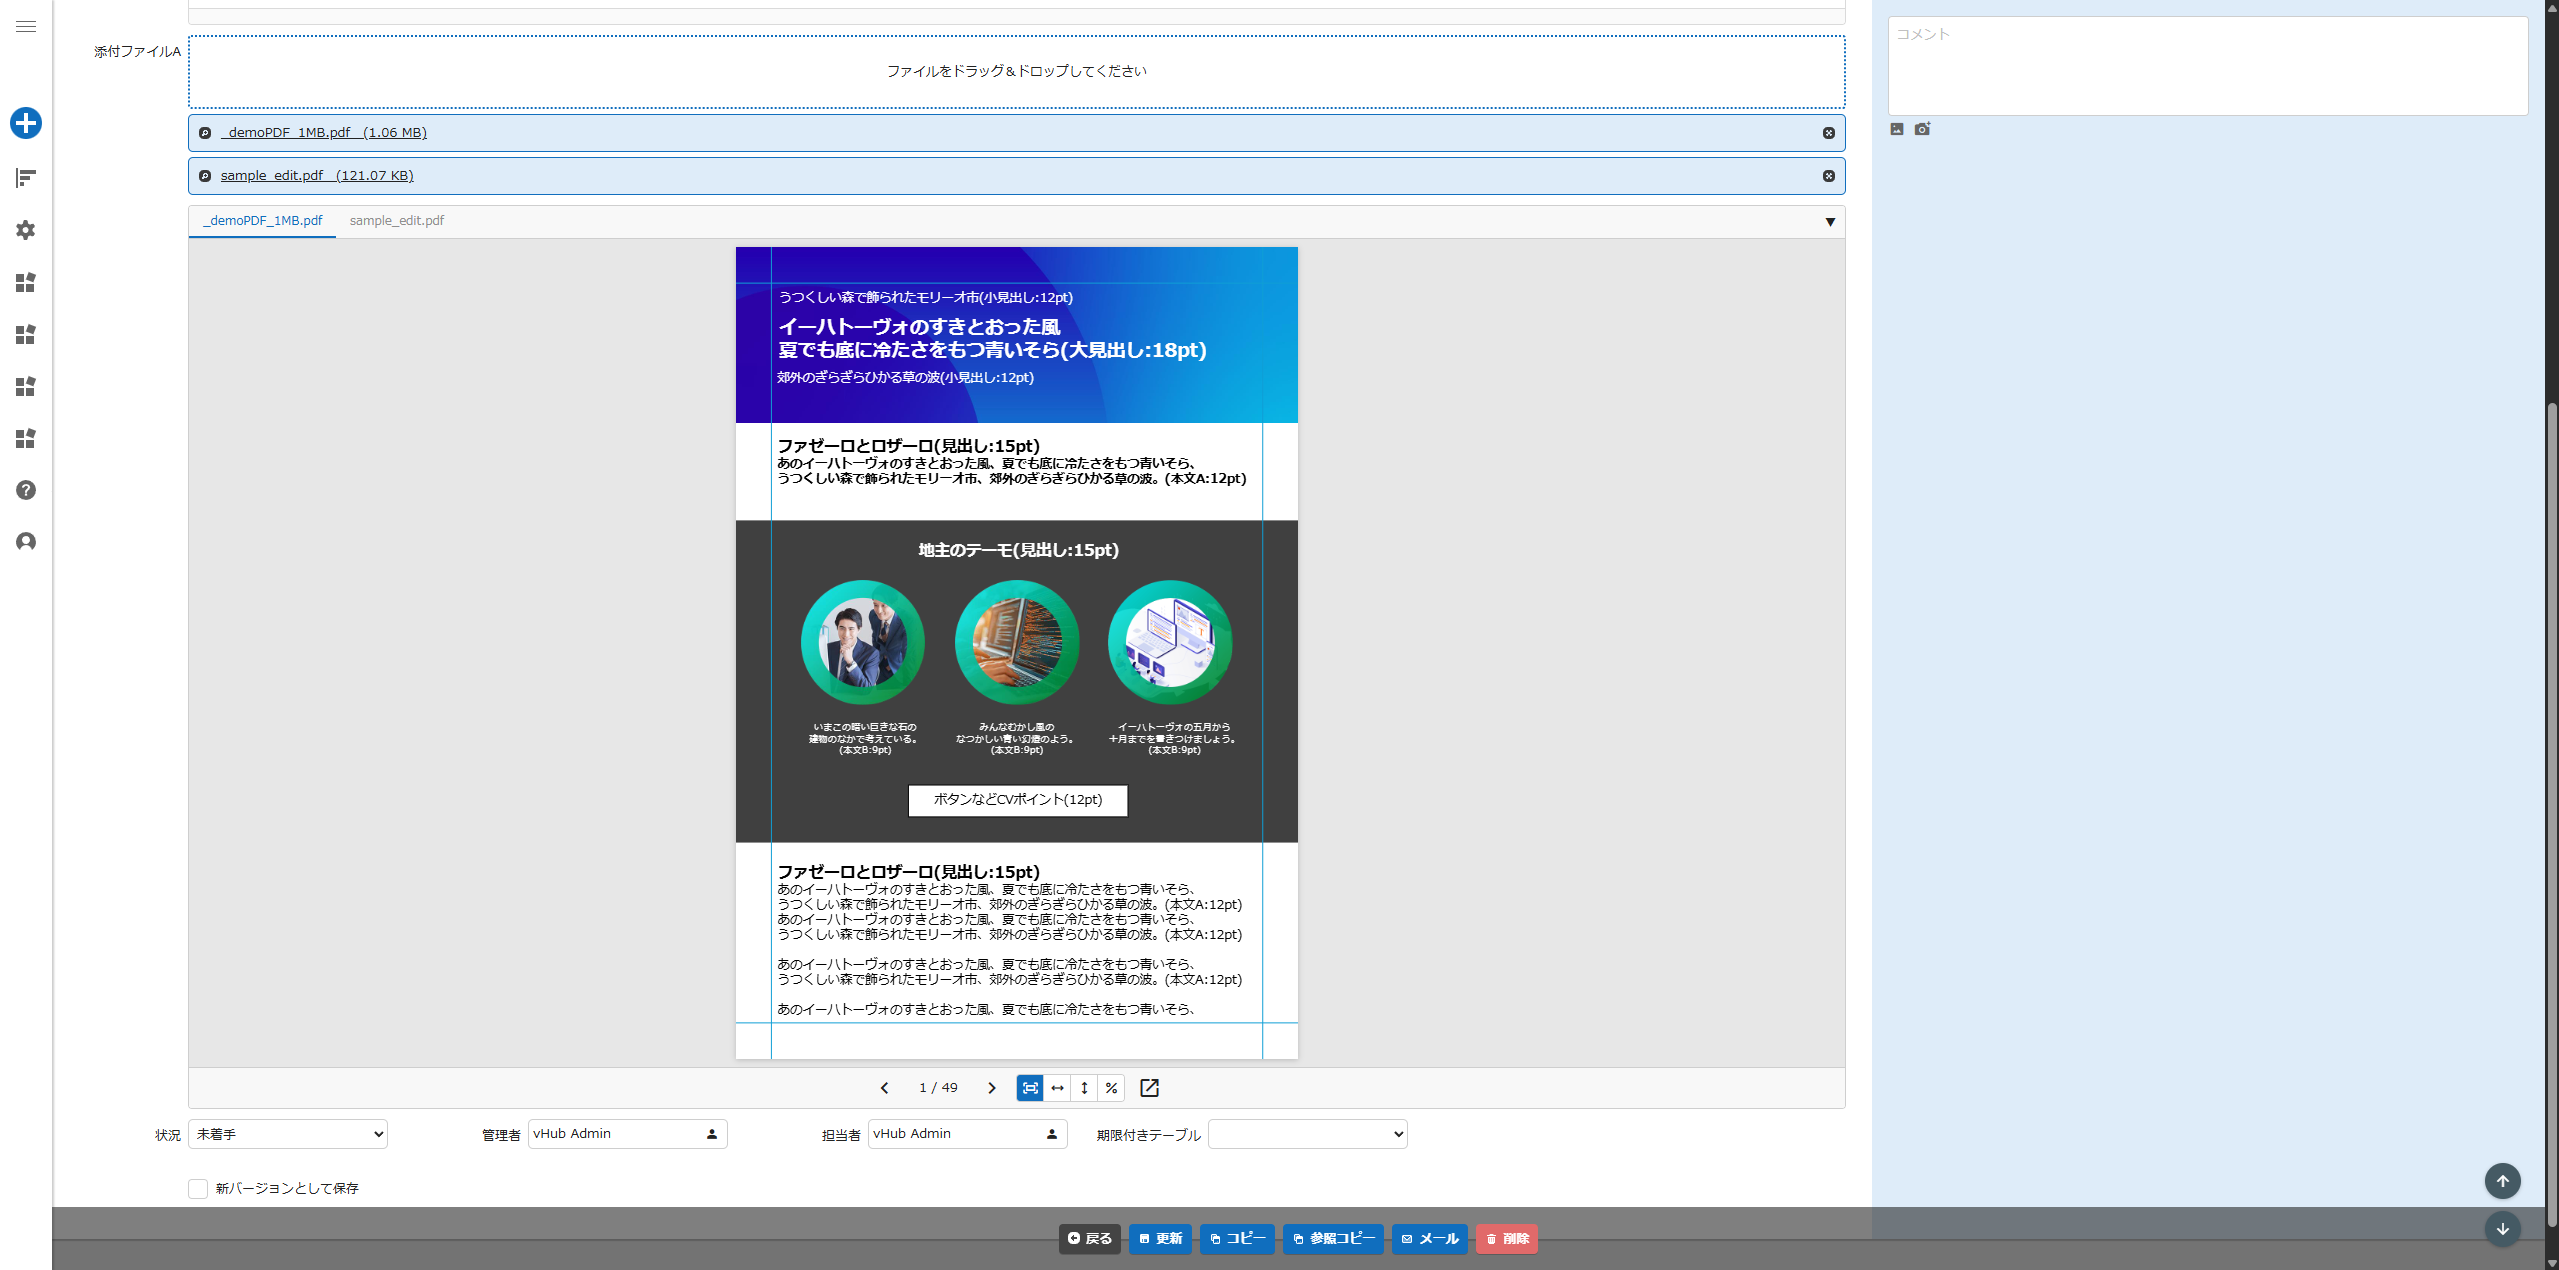 添付ファイルA
ファイルをドラッグ＆ドロップしてください
_demoPDF_1MB.pdf　(1.06 MB)
sample_edit.pdf　(121.07 KB)
_demoPDF_1MB.pdf
sample_edit.pdf
▼
うつくしい森で飾られたモリーオ市(小見出し:12pt)
イーハトーヴォのすきとおった風
夏でも底に冷たさをもつ青いそら(大見出し:18pt)
郊外のぎらぎらひかる草の波(小見出し:12pt)
ファゼーロとロザーロ(見出し:15pt)
あのイーハトーヴォのすきとおった風、夏でも底に冷たさをもつ青いそら、
うつくしい森で飾られたモリーオ市、郊外のぎらぎらひかる草の波。(本文A:12pt)
地主のテーモ(見出し:15pt)
いまこの暗い巨きな石の
建物のなかで考えている。
(本文B:9pt)
みんなむかし風の
なつかしい青い幻燈のよう。
(本文B:9pt)
イーハトーヴォの五月から
十月までを書きつけましょう。
(本文B:9pt)
ボタンなどCVポイント(12pt)
ファゼーロとロザーロ(見出し:15pt)
あのイーハトーヴォのすきとおった風、夏でも底に冷たさをもつ青いそら、
うつくしい森で飾られたモリーオ市、郊外のぎらぎらひかる草の波。(本文A:12pt)
あのイーハトーヴォのすきとおった風、夏でも底に冷たさをもつ青いそら、
うつくしい森で飾られたモリーオ市、郊外のぎらぎらひかる草の波。(本文A:12pt)
あのイーハトーヴォのすきとおった風、夏でも底に冷たさをもつ青いそら、
うつくしい森で飾られたモリーオ市、郊外のぎらぎらひかる草の波。(本文A:12pt)
あのイーハトーヴォのすきとおった風、夏でも底に冷たさをもつ青いそら、
1 / 49
%
状況 未着手 管理者 vHub Admin 担当者 vHub Admin 期限付きテーブル
新バージョンとして保存
戻る 更新 コピー 参照コピー メール 削除
コメント